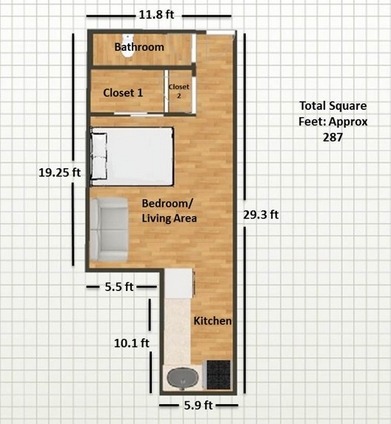 11.8 ft
Bathroom
Closet 1
Closet
2
Total Square
Feet: Approx
287
19.25 ft
Bedroom/
Living Area
29.3 ft
5.5 ft
Kitchen
10.1 ft
5.9 ft